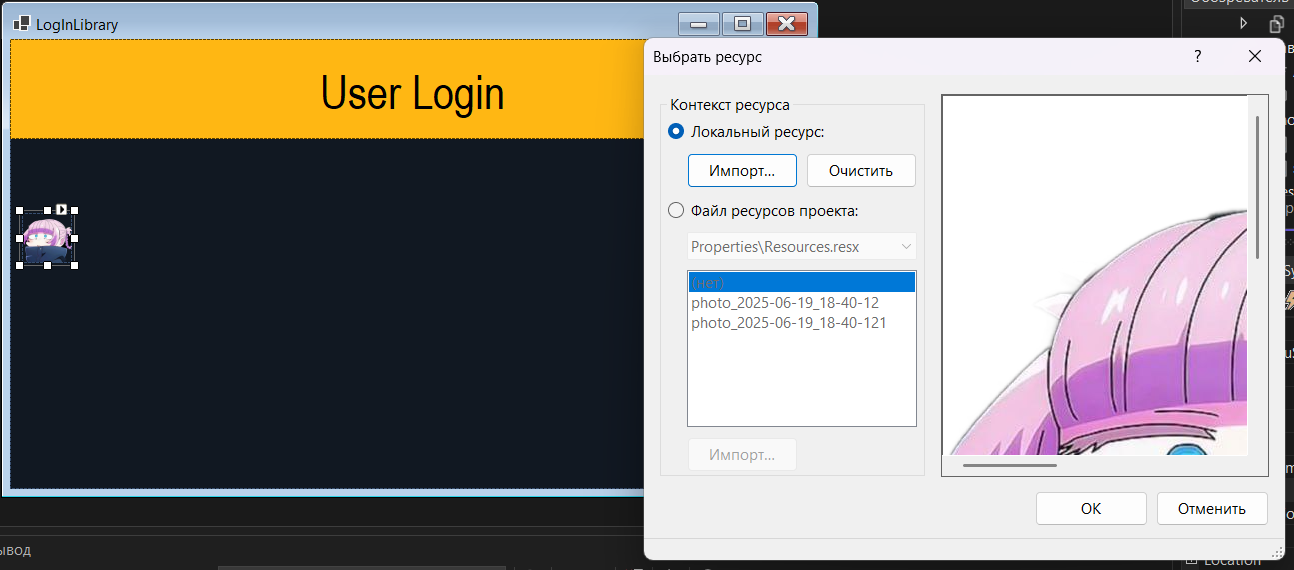 LogInLibrary
User Login
Выбрать ресурс
?
Контекст ресурса
Локальный ресурс:
Импорт...
Очистить
Файл ресурсов проекта:
Properties\Resources.resx
(нет)
photo_2025-06-19_18-40-12
photo_2025-06-19_18-40-121
Импорт...
OK
Отменить
Location